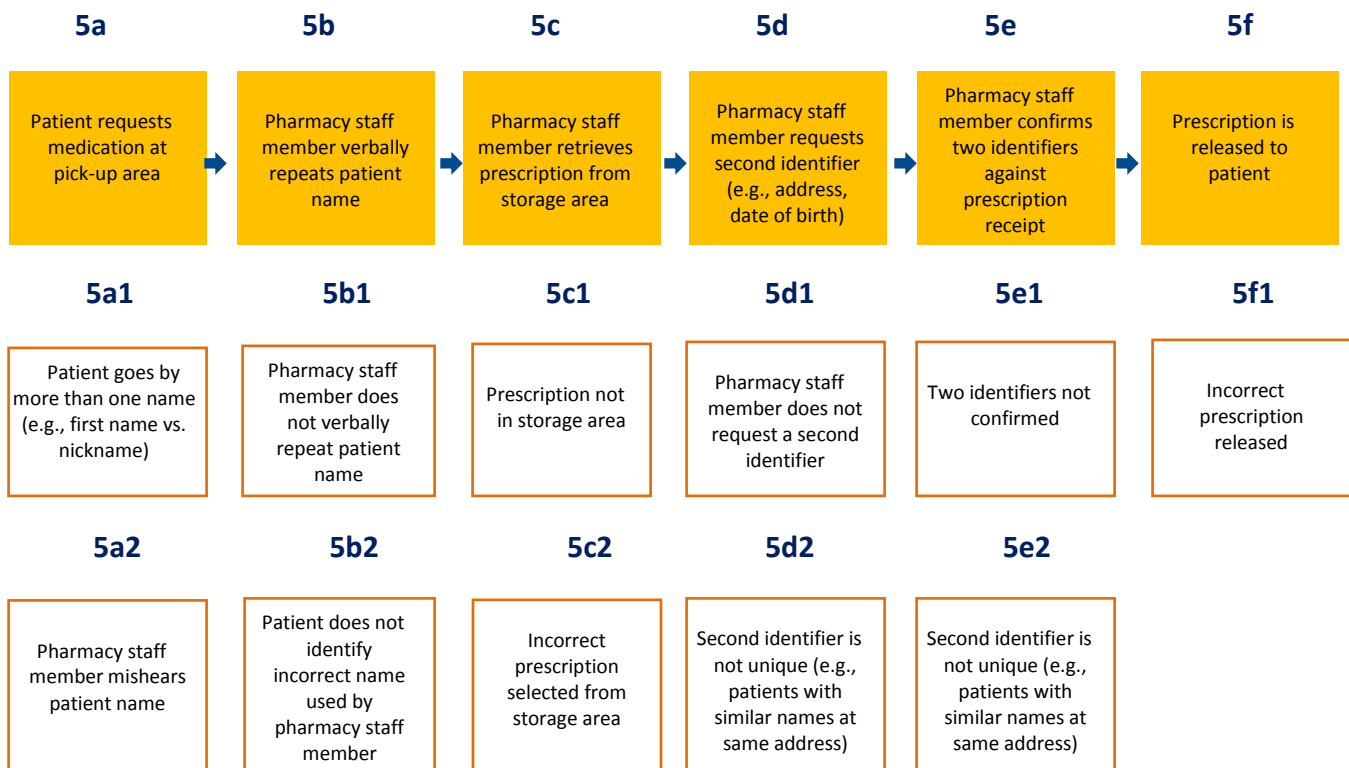 5a
5b
5c
5d
5e
5f
Patient requests
medication at
pick-up area
Pharmacy staff
member verbally
repeats patient
name
Pharmacy staff
member retrieves
prescription from
storage area
Pharmacy staff
member requests
second identifier
(e.g., address,
date of birth)
Pharmacy staff
member confirms
two identifiers
against
prescription
receipt
Prescription is
released to
patient
5a1
5b1
5c1
5d1
5e1
5f1
Patient goes by
more than one name
(e.g., first name vs.
nickname)
Pharmacy staff
member does
not verbally
repeat patient
name
Prescription not
in storage area
Pharmacy staff
member does not
request a second
identifier
Two identifiers not
confirmed
Incorrect
prescription
released
5a2
5b2
5c2
5d2
5e2
Pharmacy staff
member mishears
patient name
Patient does not
identify
incorrect name
used by
pharmacy staff
member
Incorrect
prescription
selected from
storage area
Second identifier is
not unique (e.g.,
patients with
similar names at
same address)
Second identifier is
not unique (e.g.,
patients with
similar names at
same address)